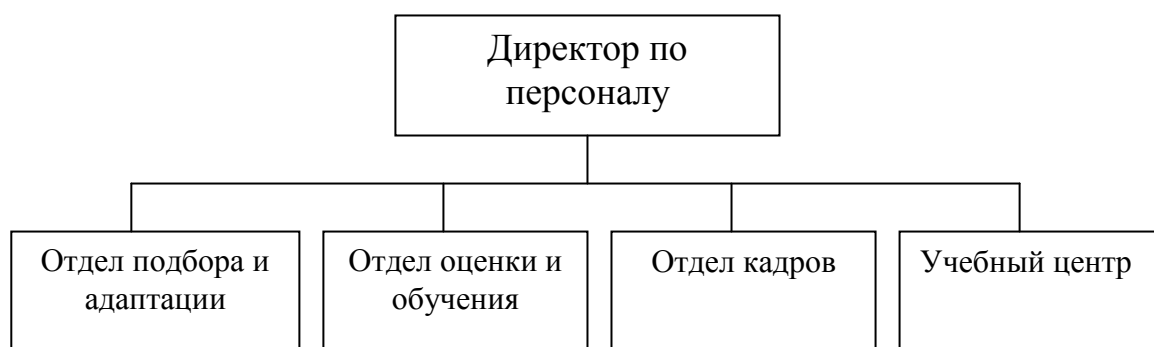 Директор по
персоналу
Отдел подбора и
адаптации
Отдел оценки и
обучения
Отдел кадров
Учебный центр